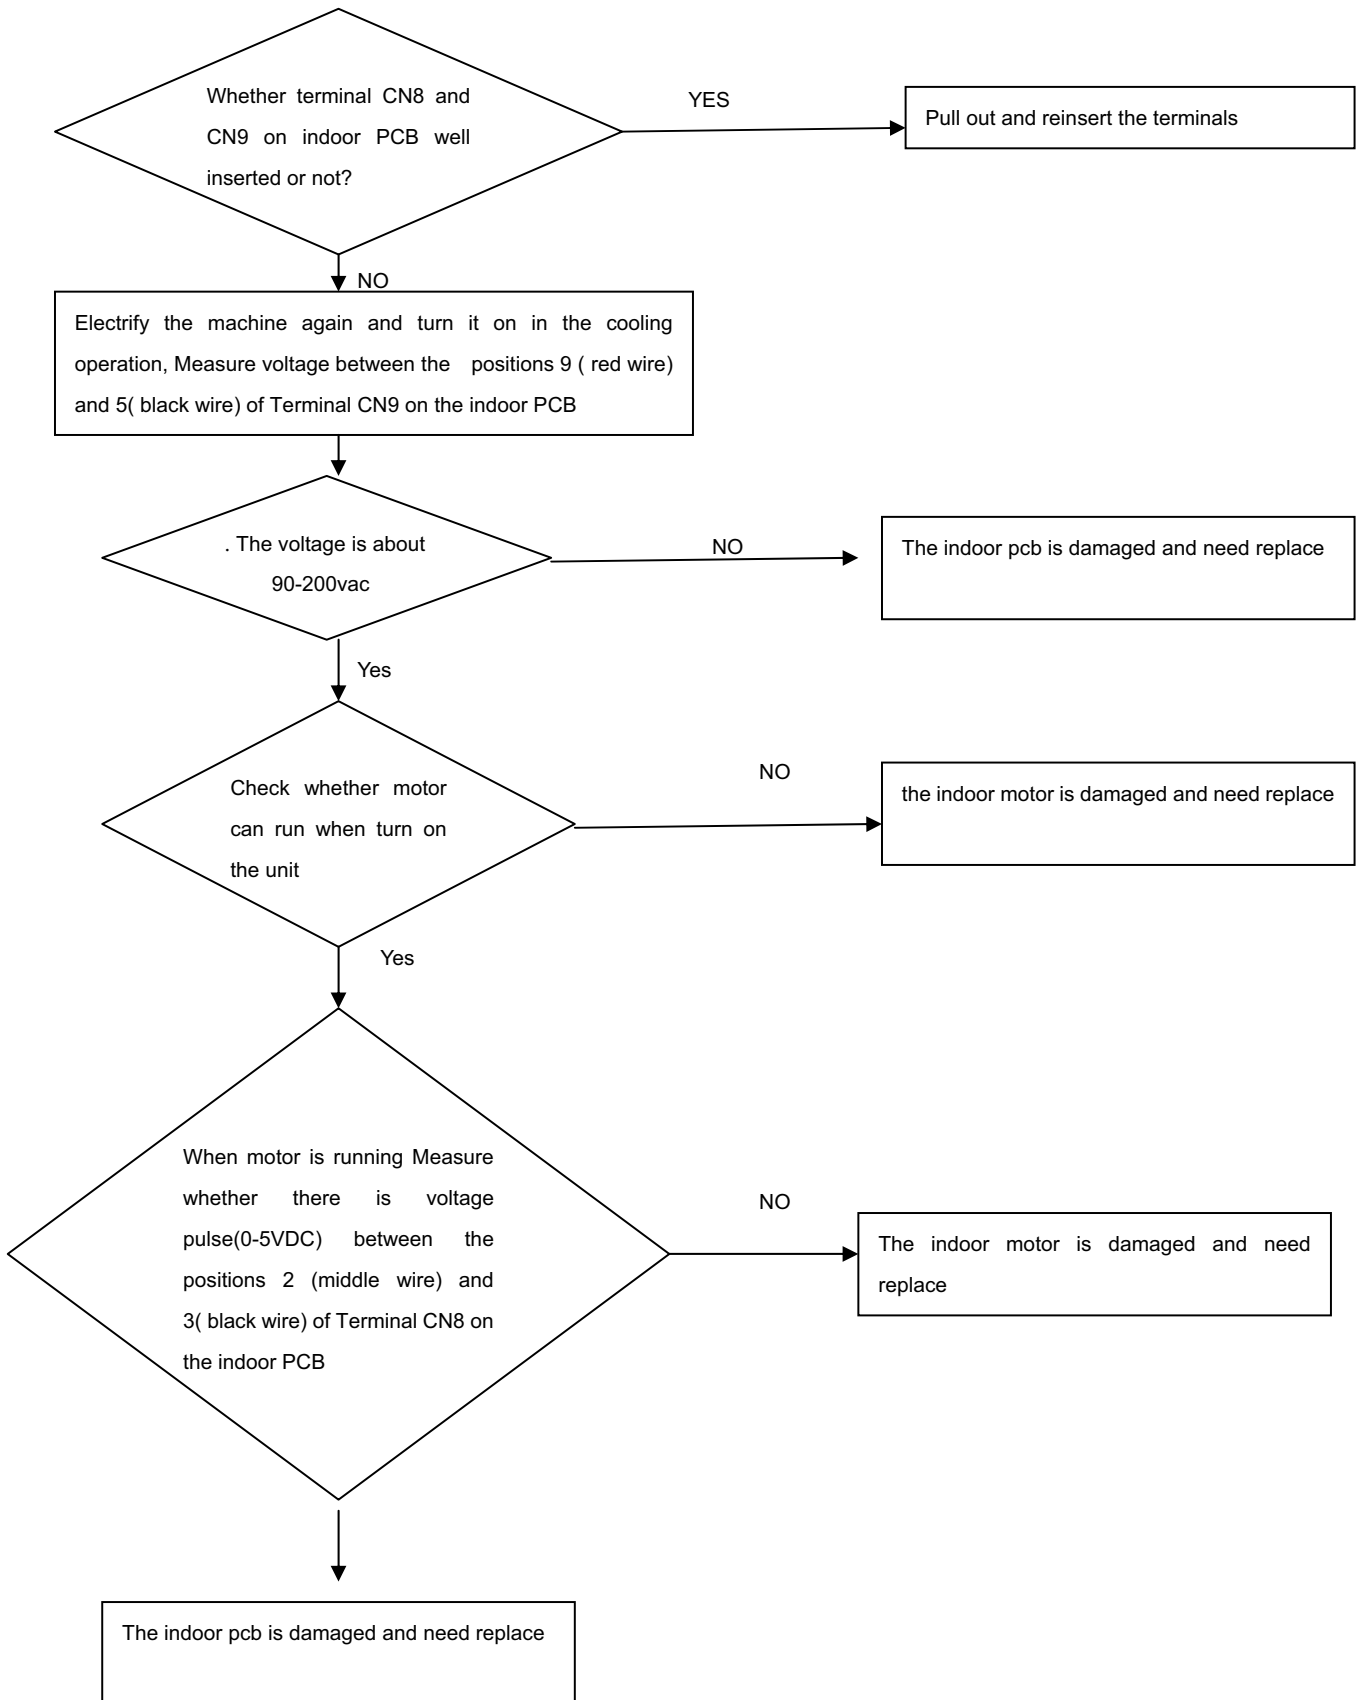 Whether terminal CN8 and
CN9 on indoor PCB well
inserted or not?
YES
Pull out and reinsert the terminals
NO
Electrify the machine again and turn it on in the cooling
operation, Measure voltage between the positions 9 ( red wire)
and 5( black wire) of Terminal CN9 on the indoor PCB
. The voltage is about
90-200vac
NO
The indoor pcb is damaged and need replace
Yes
Check whether motor
can run when turn on
the unit
NO
the indoor motor is damaged and need replace
Yes
When motor is running Measure
whether there is voltage
pulse(0-5VDC) between the
positions 2 (middle wire) and
3( black wire) of Terminal CN8 on
the indoor PCB
NO
The indoor motor is damaged and need
replace
The indoor pcb is damaged and need replace